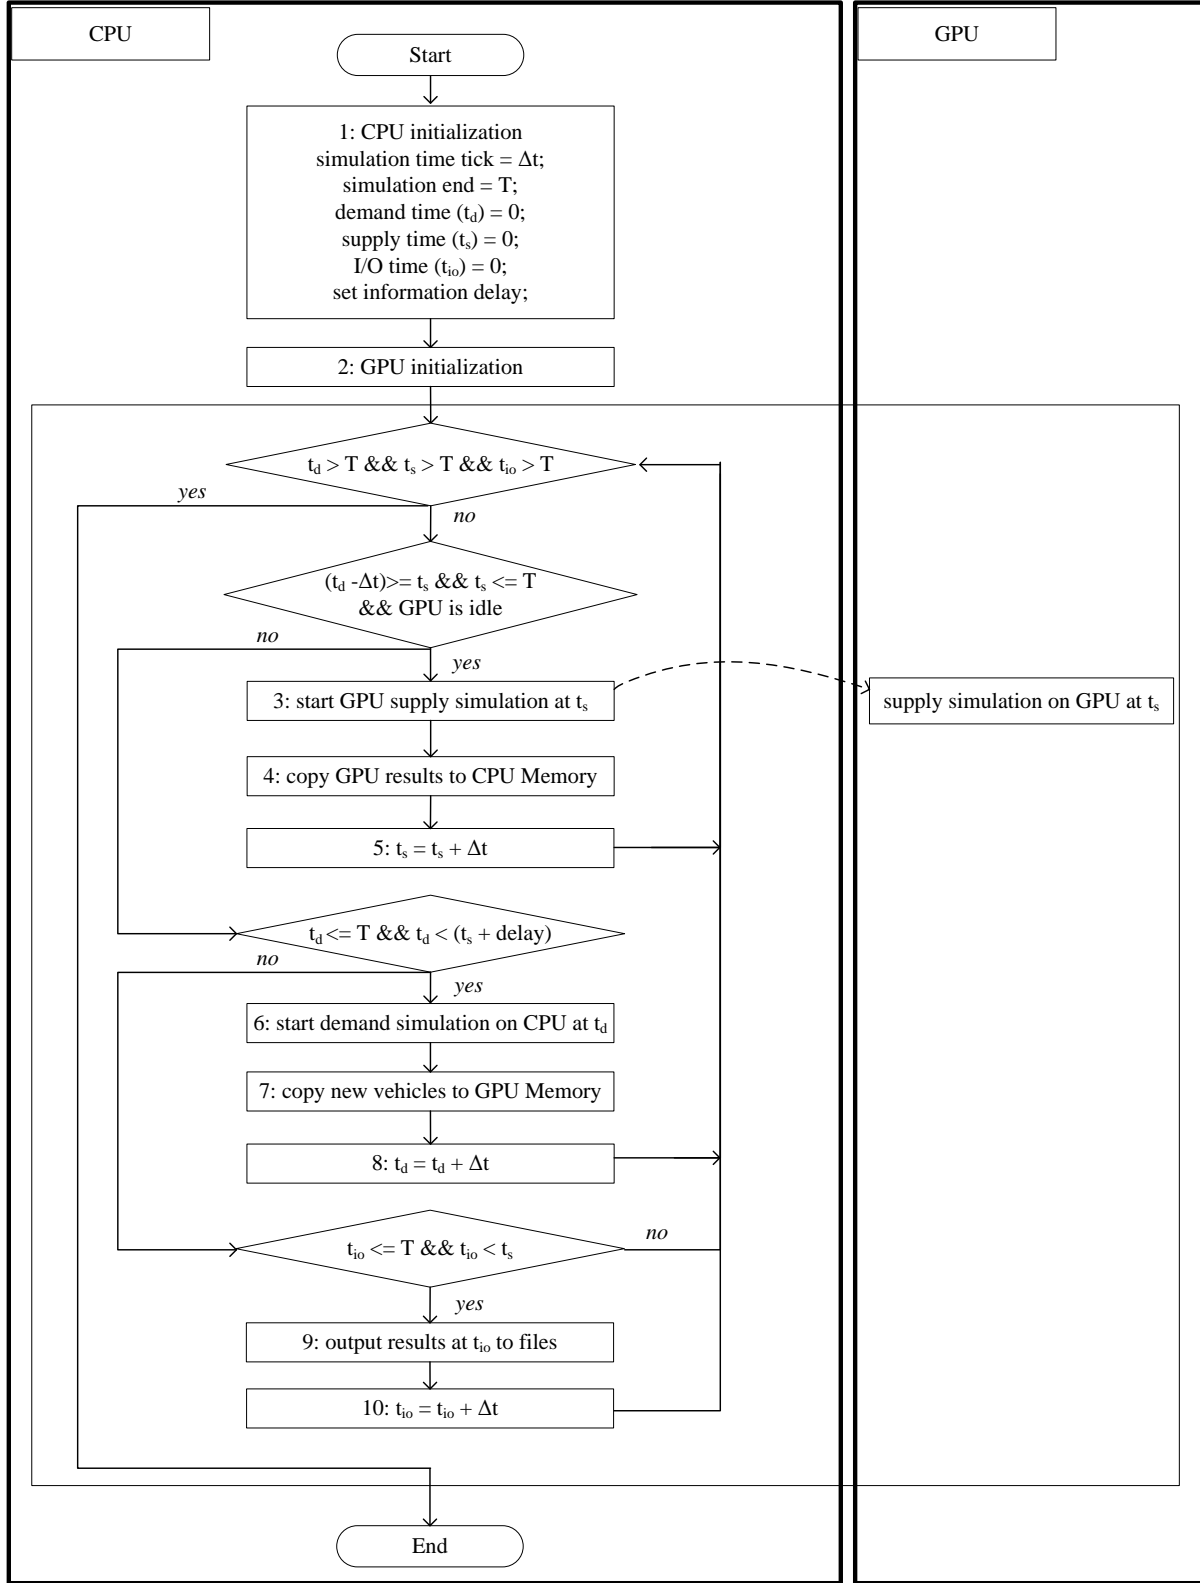 CPU
GPU
Start
1: CPU initialization
simulation time tick = Δt;
simulation end = T;
demand time (td) = 0;
supply time (ts) = 0;
I/O time (tio) = 0;
set information delay;
2: GPU initialization
td > T && ts > T && tio > T
yes
no
(td -Δt)>= ts && ts <= T
&& GPU is idle
no
yes
3: start GPU supply simulation at ts
supply simulation on GPU at ts
4: copy GPU results to CPU Memory
5: ts = ts + Δt
td <= T && td < (ts + delay)
no
yes
6: start demand simulation on CPU at td
7: copy new vehicles to GPU Memory
8: td = td + Δt
tio <= T && tio < ts
no
yes
9: output results at tio to files
10: tio = tio + Δt
End